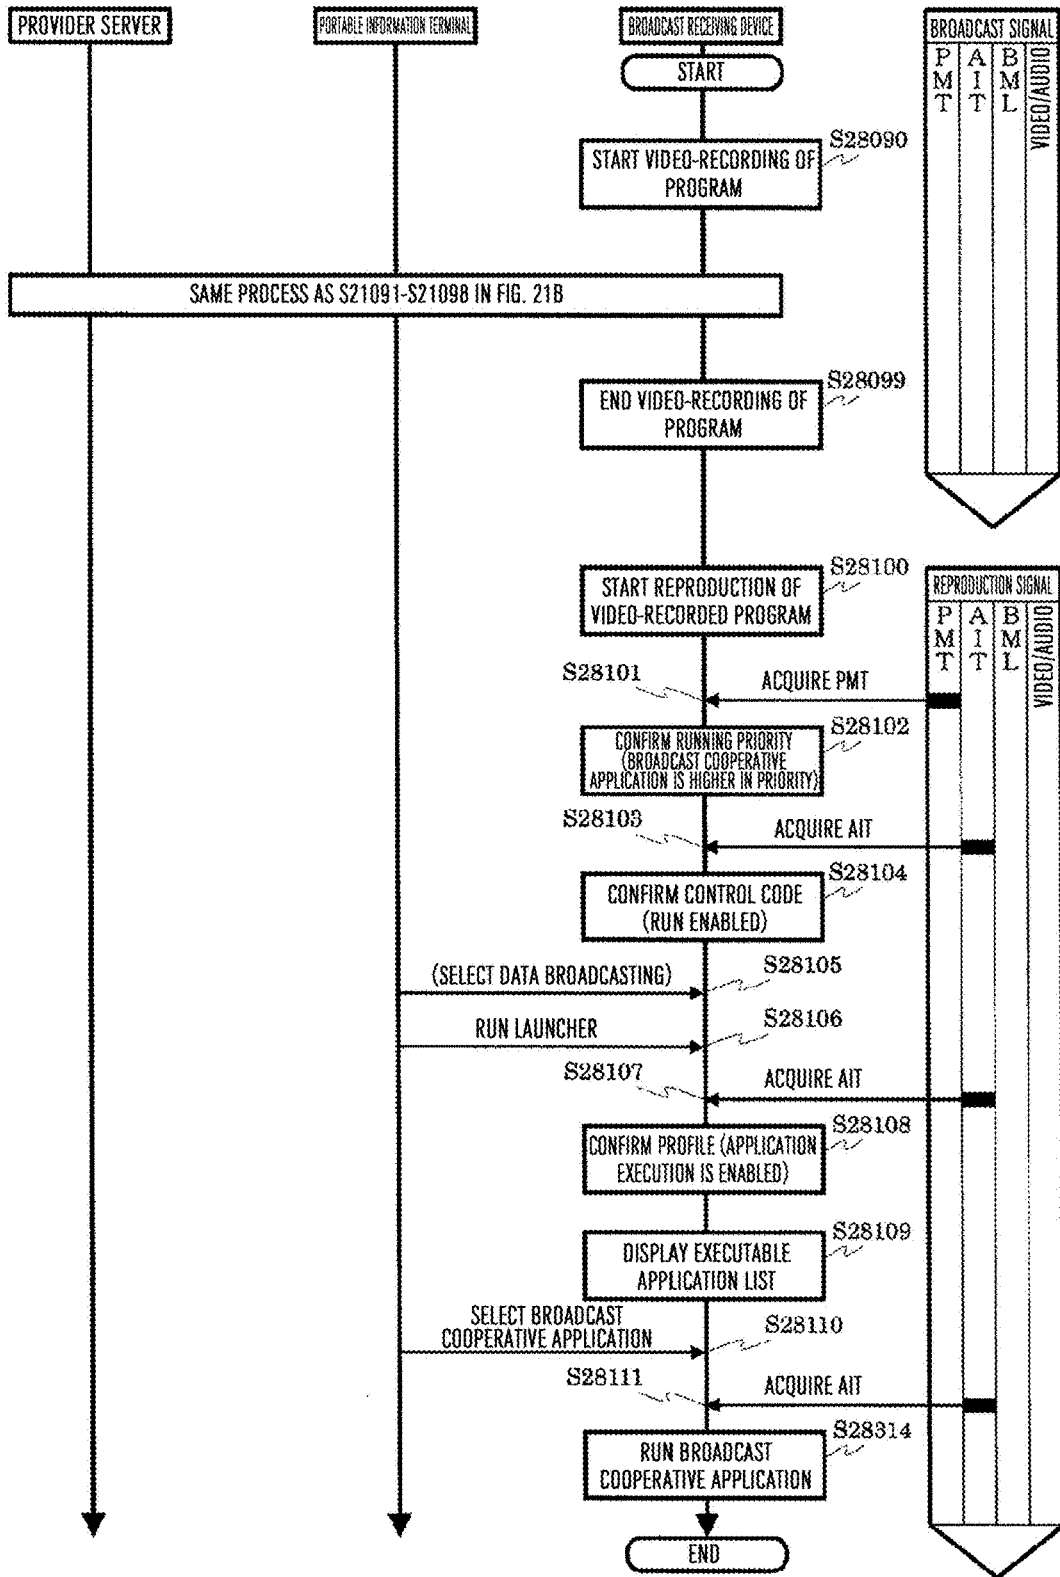 PROVIDER SERVER
PORTABLE INFORMATION TERMINAL
BROADCAST RECEIVING DEVICE
BROADCAST SIGNAL
PMT
AIT
BML
VIDEO/AUDIO
START
S28090
START VIDEO-RECORDING OF
PROGRAM
SAME PROCESS AS S21091-S21098 IN FIG. 21B
S28099
END VIDEO-RECORDING OF
PROGRAM
S28100
START REPRODUCTION OF
VIDEO-RECORDED PROGRAM
REPRODUCTION SIGNAL
PMT
AIT
BML
VIDEO/AUDIO
S28101
ACQUIRE PMT
S28102
CONFIRM RUNNING PRIORITY
(BROADCAST COOPERATIVE
APPLICATION IS HIGHER IN PRIORITY)
S28103
ACQUIRE AIT
S28104
CONFIRM CONTROL CODE
(RUN ENABLED)
(SELECT DATA BROADCASTING)
S28105
RUN LAUNCHER
S28106
S28107
ACQUIRE AIT
S28108
CONFIRM PROFILE (APPLICATION
EXECUTION IS ENABLED)
S28109
DISPLAY EXECUTABLE
APPLICATION LIST
SELECT BROADCAST
COOPERATIVE APPLICATION
S28110
S28111
ACQUIRE AIT
S28314
RUN BROADCAST
COOPERATIVE APPLICATION
END